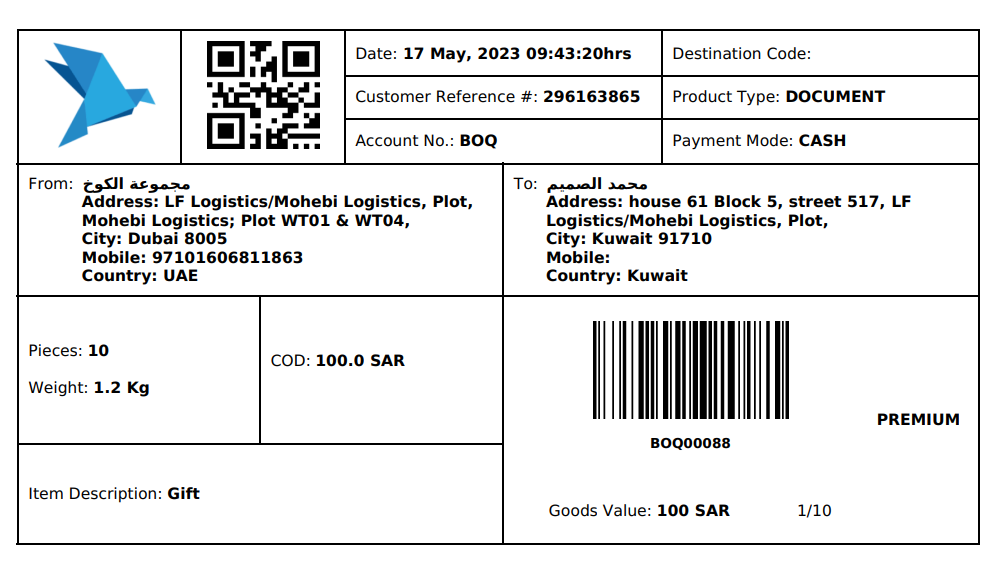 Date: 17 May, 2023 09:43:20hrs
Destination Code:
Customer Reference #: 296163865
Product Type: DOCUMENT
Account No.: BOQ
Payment Mode: CASH
From: مجموعة الكوخ
Address: LF Logistics/Mohebi Logistics, Plot,
Mohebi Logistics; Plot WT01 & WT04,
City: Dubai 8005
Mobile: 97101606811863
Country: UAE
To: محمد الصميم
Address: house 61 Block 5, street 517, LF
Logistics/Mohebi Logistics, Plot,
City: Kuwait 91710
Mobile:
Country: Kuwait
Pieces: 10
Weight: 1.2 Kg
COD: 100.0 SAR
Item Description: Gift
BOQ00088
PREMIUM
Goods Value: 100 SAR
1/10